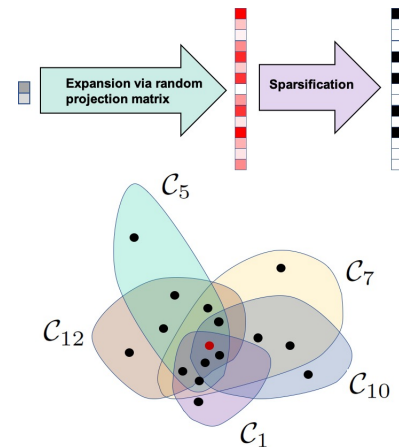 Expansion via random
projection matrix
Sparsification
𝒞₅
𝒞₇
𝒞₁₂
𝒞₁₀
𝒞₁